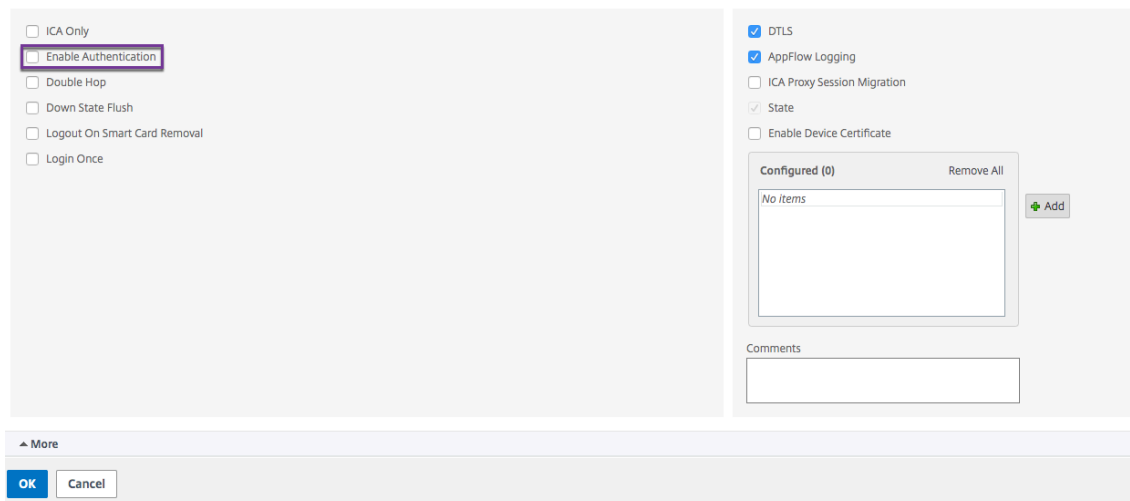 ICA Only
Enable Authentication
Double Hop
Down State Flush
Logout On Smart Card Removal
Login Once
DTLS
AppFlow Logging
ICA Proxy Session Migration
State
Enable Device Certificate
Configured (0) Remove All
No items
Add
Comments
More
OK Cancel